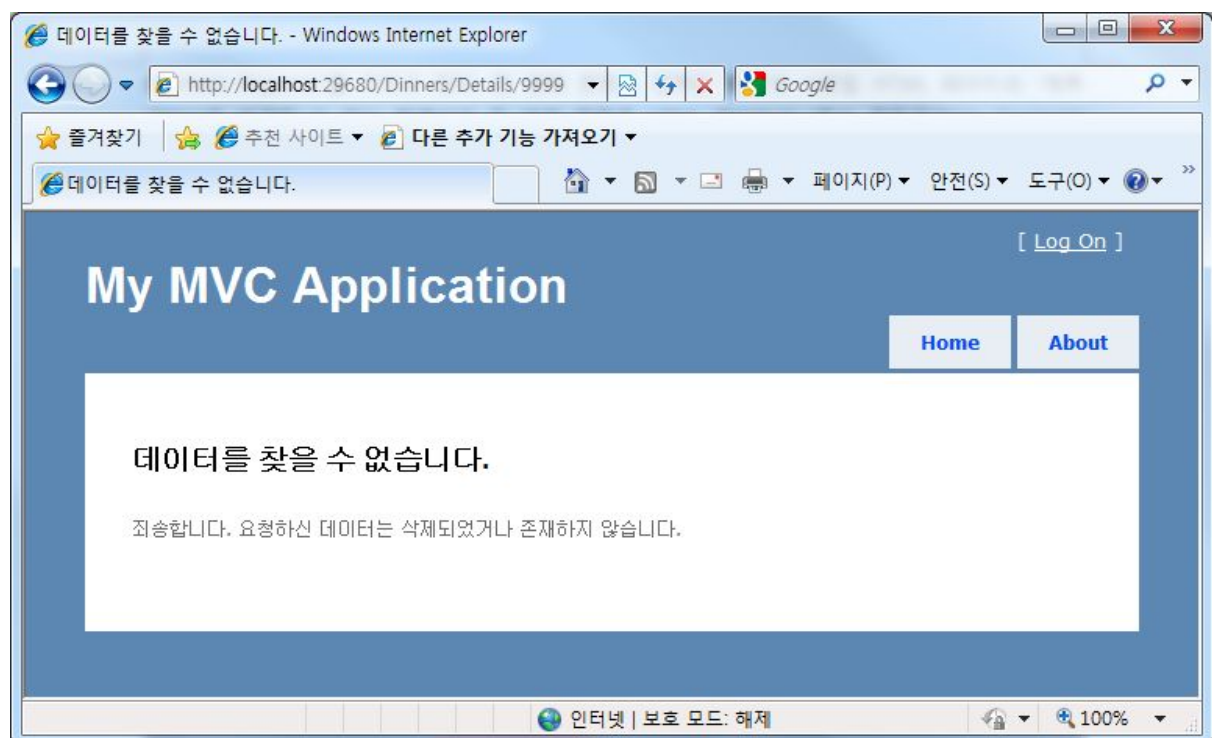 데이터를 찾을 수 없습니다. - Windows Internet Explorer
http://localhost:29680/Dinners/Details/9999
Google
즐겨찾기 추천 사이트 다른 추가 기능 가져오기
데이터를 찾을 수 없습니다. 페이지(P) 안전(S) 도구(O)
[ Log On ]
My MVC Application
Home About
데이터를 찾을 수 없습니다.
죄송합니다. 요청하신 데이터는 삭제되었거나 존재하지 않습니다.
인터넷 | 보호 모드: 해제 100%